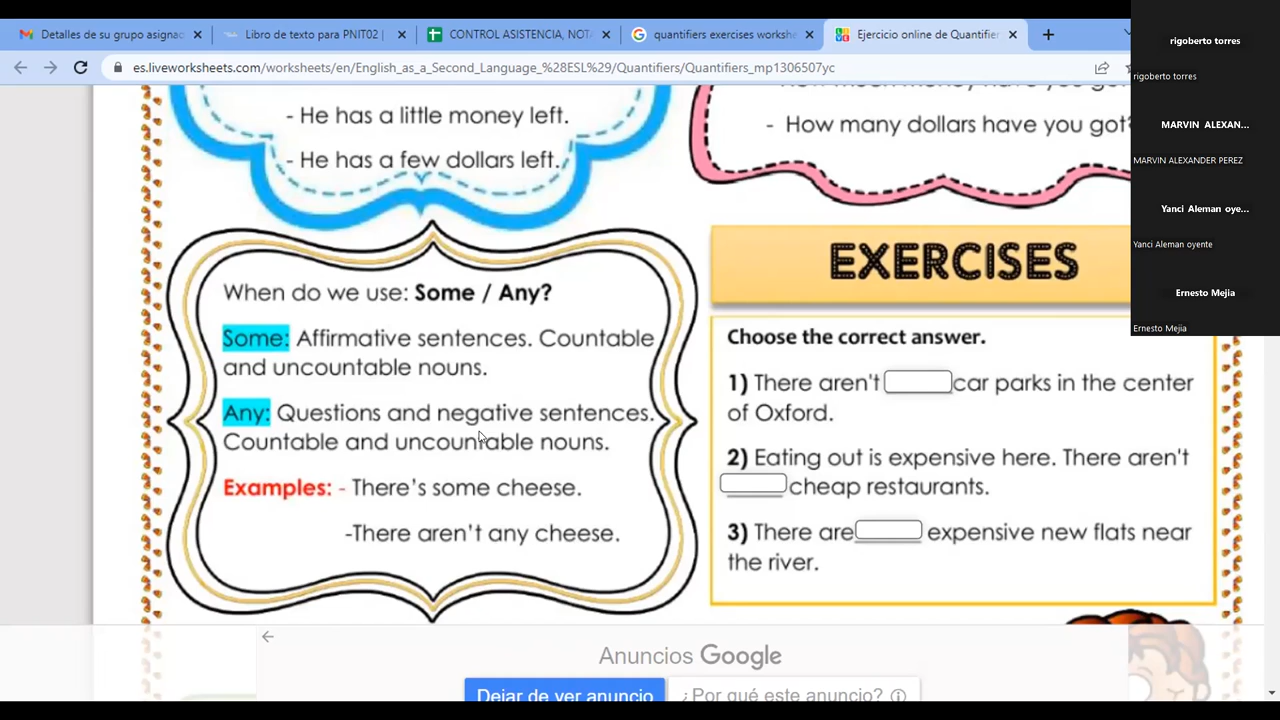 Detalles de su grupo asignac
Libro de texto para PNIT02 |
CONTROL ASISTENCIA, NOTA
quantifiers exercises workshe
Ejercicio online de Quantifier
es.liveworksheets.com/worksheets/en/English_as_a_Second_Language_%28ESL%29/Quantifiers/Quantifiers_mp1306507yc
rigoberto torres
rigoberto torres
MARVIN ALEXAN...
MARVIN ALEXANDER PEREZ
Yanci Aleman oye...
Yanci Aleman oyente
Ernesto Mejia
Ernesto Mejia
- He has a little money left.
- He has a few dollars left.
- How many dollars have you got?
When do we use: Some / Any?
Some: Affirmative sentences. Countable
and uncountable nouns.
Any: Questions and negative sentences.
Countable and uncountable nouns.
Examples: - There's some cheese.
-There aren't any cheese.
EXERCISES
Choose the correct answer.
1) There aren't car parks in the center
of Oxford.
2) Eating out is expensive here. There aren't
cheap restaurants.
3) There are expensive new flats near
the river.
Anuncios Google
Dejar de ver anuncio
¿Por qué este anuncio?